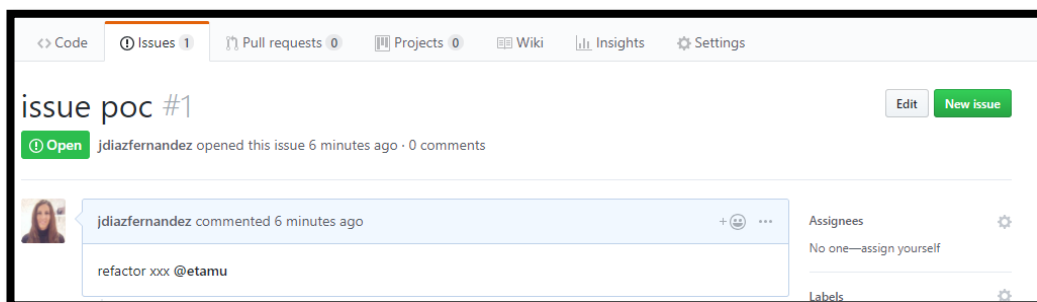 Code Issues 1 Pull requests 0 Projects 0 Wiki Insights Settings
issue poc #1
Edit New issue
Open jdiazfernandez opened this issue 6 minutes ago · 0 comments
jdiazfernandez commented 6 minutes ago
refactor xxx @etamu
Assignees
No one—assign yourself
Labels